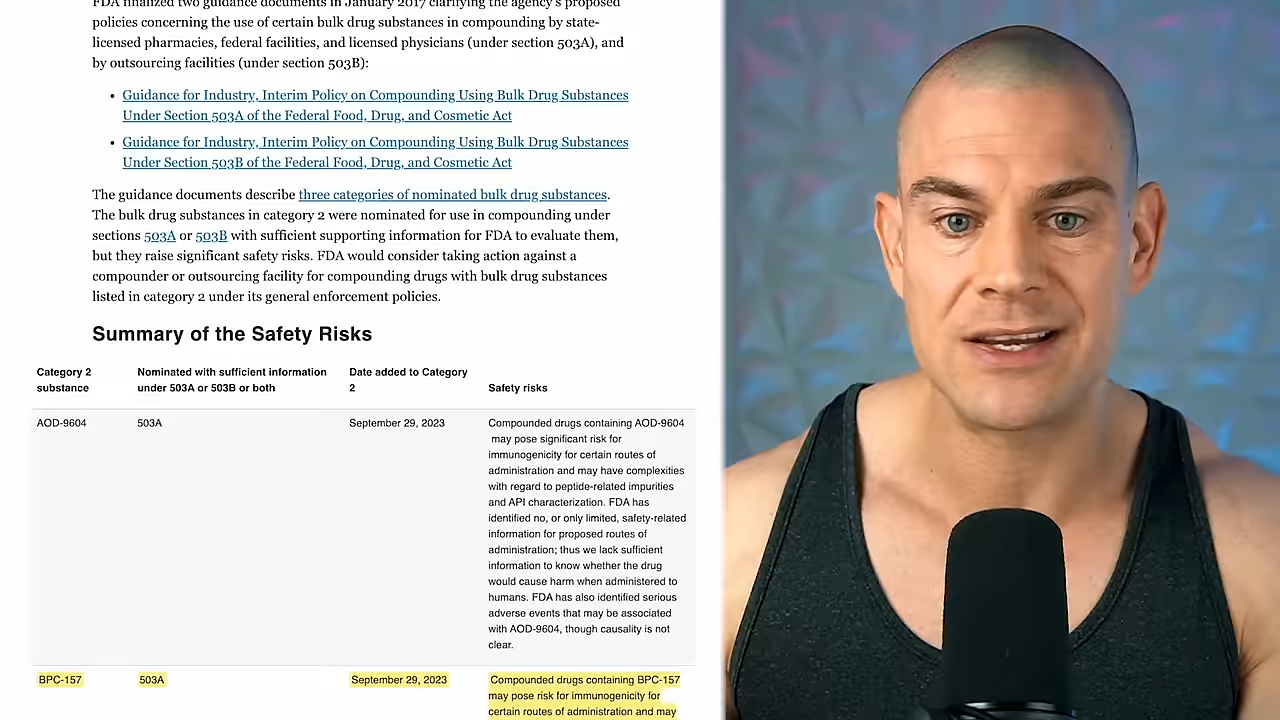 FDA finalized two guidance documents in January 2017 clarifying the agency's proposed
policies concerning the use of certain bulk drug substances in compounding by state-
licensed pharmacies, federal facilities, and licensed physicians (under section 503A), and
by outsourcing facilities (under section 503B):
• Guidance for Industry, Interim Policy on Compounding Using Bulk Drug Substances
Under Section 503A of the Federal Food, Drug, and Cosmetic Act
• Guidance for Industry, Interim Policy on Compounding Using Bulk Drug Substances
Under Section 503B of the Federal Food, Drug, and Cosmetic Act
The guidance documents describe three categories of nominated bulk drug substances.
The bulk drug substances in category 2 were nominated for use in compounding under
sections 503A or 503B with sufficient supporting information for FDA to evaluate them,
but they raise significant safety risks. FDA would consider taking action against a
compounder or outsourcing facility for compounding drugs with bulk drug substances
listed in category 2 under its general enforcement policies.
Summary of the Safety Risks
Category 2
substance
Nominated with sufficient information
under 503A or 503B or both
Date added to Category
2
Safety risks
AOD-9604
503A
September 29, 2023
Compounded drugs containing AOD-9604
may pose significant risk for
immunogenicity for certain routes of
administration and may have complexities
with regard to peptide-related impurities
and API characterization. FDA has
identified no, or only limited, safety-related
information for proposed routes of
administration; thus we lack sufficient
information to know whether the drug
would cause harm when administered to
humans. FDA has also identified serious
adverse events that may be associated
with AOD-9604, though causality is not
clear.
BPC-157
503A
September 29, 2023
Compounded drugs containing BPC-157
may pose risk for immunogenicity for
certain routes of administration and may